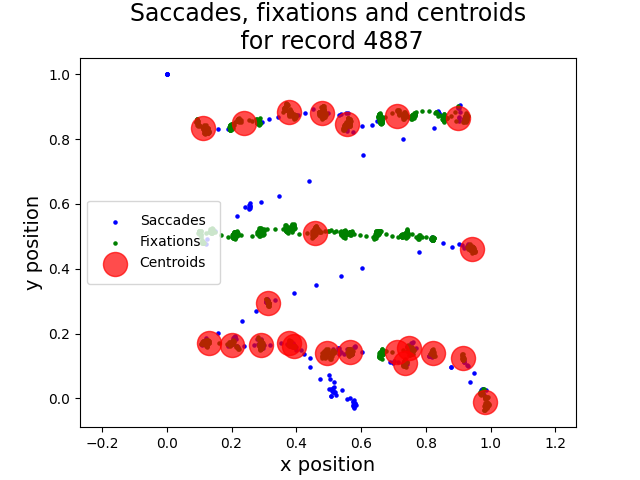 Saccades, fixations and centroids
for record 4887
1.0
0.8
0.6
0.4
0.2
0.0
y position
Saccades
Fixations
Centroids
−0.2
0.0
0.2
0.4
0.6
0.8
1.0
1.2
x position